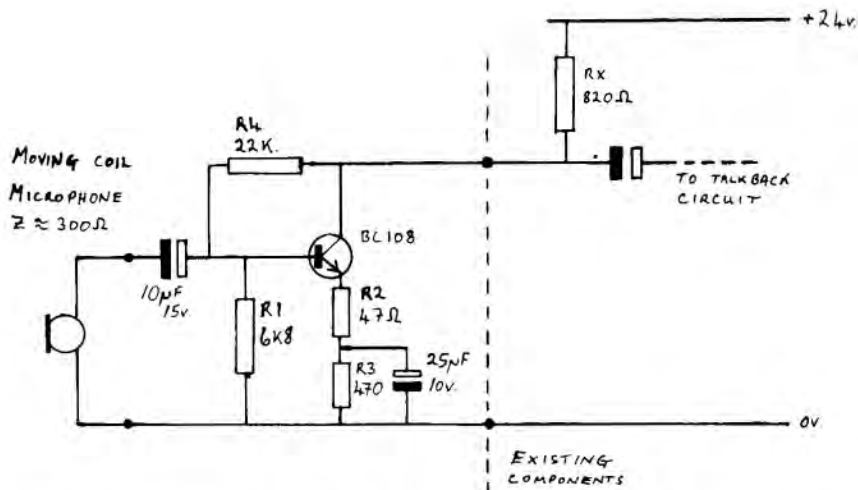 +24v.
RX
820Ω
R4
22K.
MOVING COIL
MICROPHONE
Z ≈ 300Ω
TO TALKBACK
CIRCUIT
BC108
10µF
15v.
R1
6K8
R2
47Ω
R3
470
25µF
10v.
0V.
EXISTING
COMPONENTS